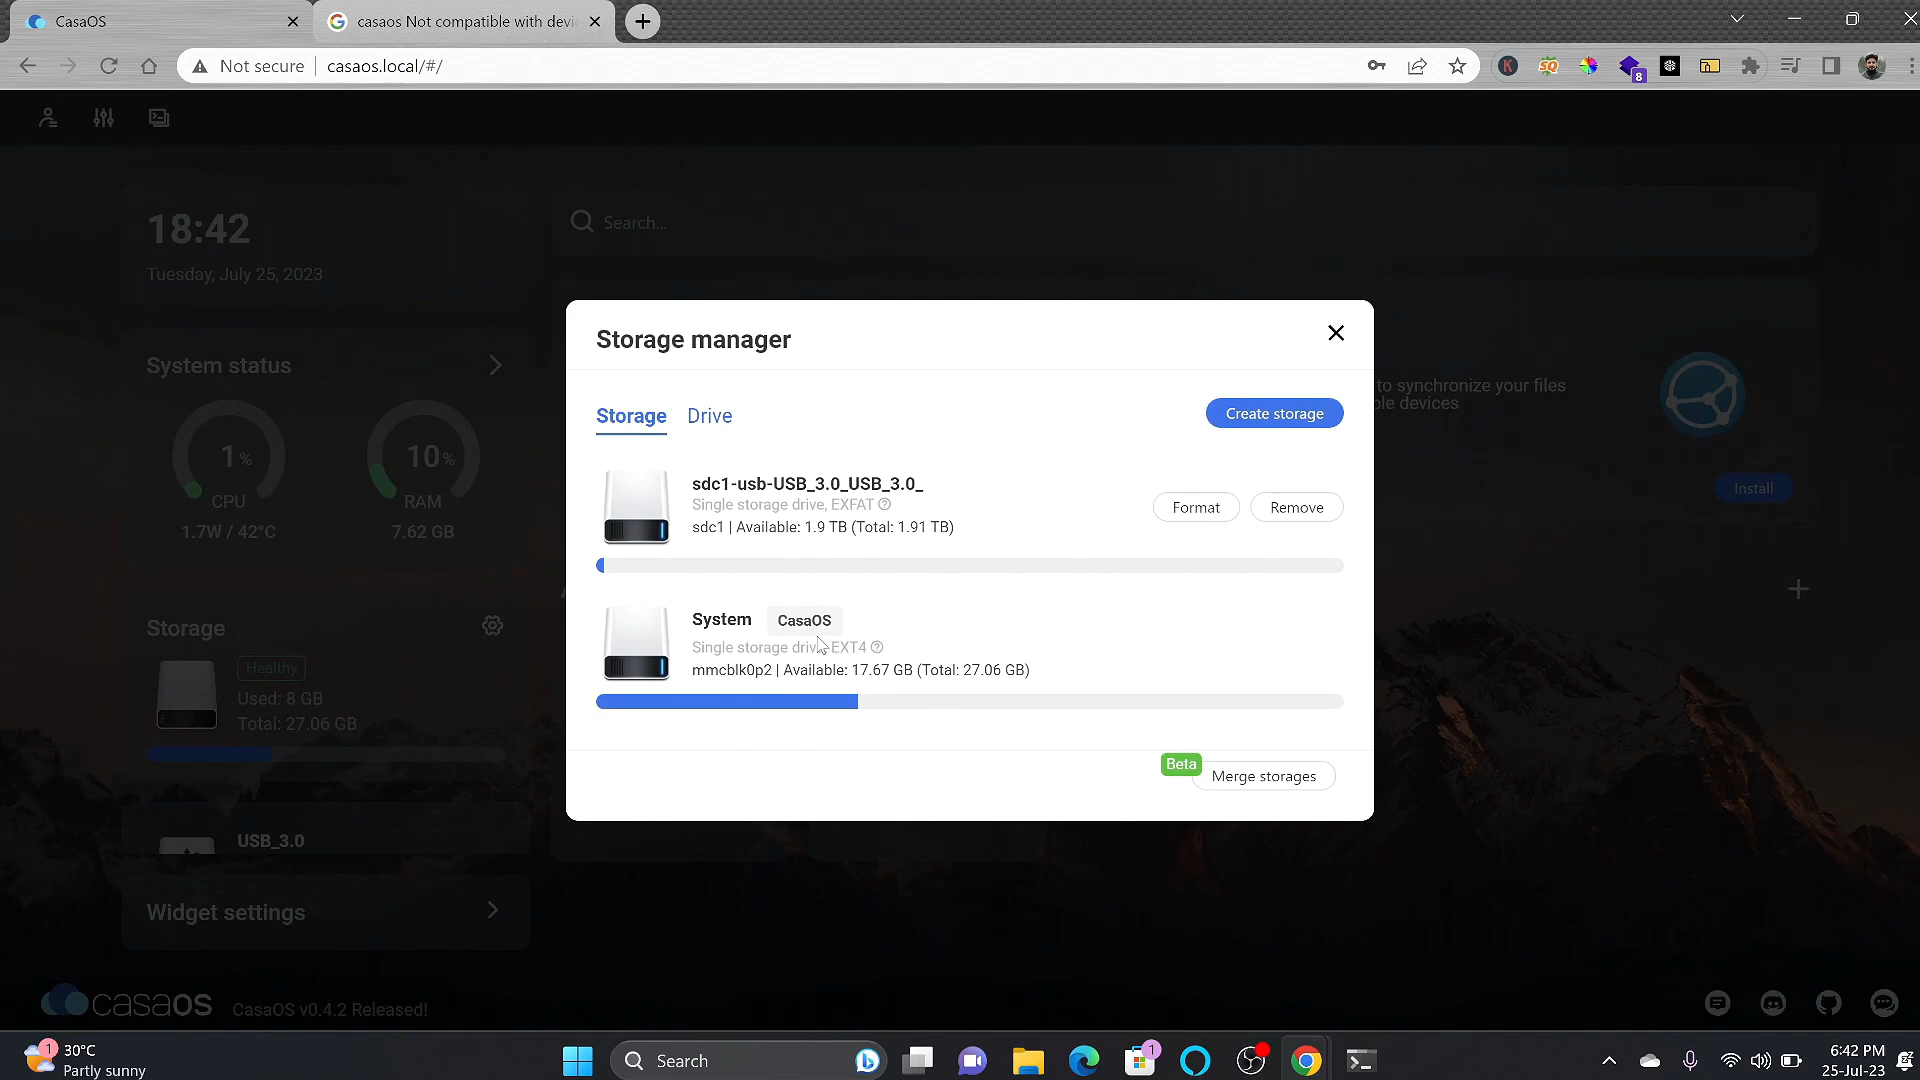 CasaOS
casaos Not compatible with devi
Not secure
casaos.local/#/
8
18:42
Tuesday, July 25, 2023
Search...
System status
1%
CPU
1.7W / 42°C
10%
RAM
7.62 GB
to synchronize your files
ple devices
Install
Storage
Healthy
Used: 8 GB
Total: 27.06 GB
USB_3.0
Widget settings
Storage manager
Storage
Drive
Create storage
sdc1-usb-USB_3.0_USB_3.0_
Single storage drive, EXFAT
sdc1 | Available: 1.9 TB (Total: 1.91 TB)
Format
Remove
System
CasaOS
Single storage drive, EXT4
mmcblk0p2 | Available: 17.67 GB (Total: 27.06 GB)
Beta
Merge storages
casaOS
CasaOS v0.4.2 Released!
1
30°C
Partly sunny
Search
1
6:42 PM
25-Jul-23